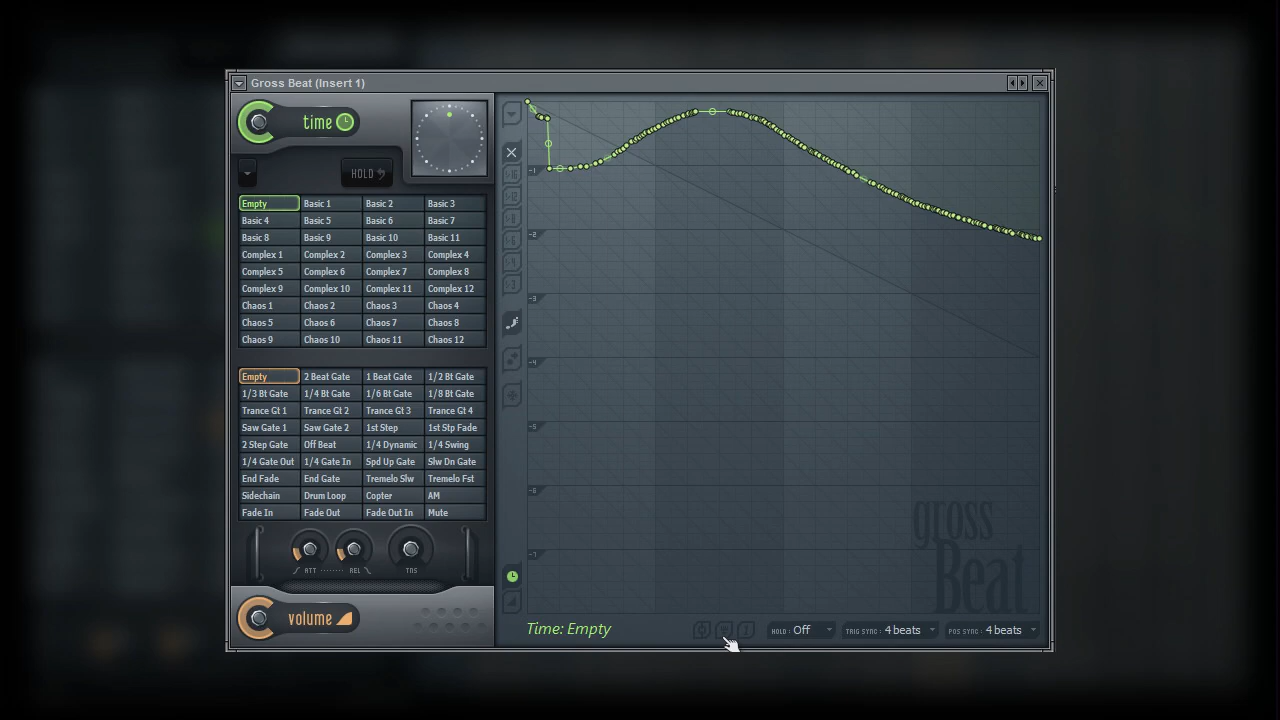 Gross Beat (Insert 1)
time
HOLD
Empty Basic 1 Basic 2 Basic 3
Basic 4 Basic 5 Basic 6 Basic 7
Basic 8 Basic 9 Basic 10 Basic 11
Complex 1 Complex 2 Complex 3 Complex 4
Complex 5 Complex 6 Complex 7 Complex 8
Complex 9 Complex 10 Complex 11 Complex 12
Chaos 1 Chaos 2 Chaos 3 Chaos 4
Chaos 5 Chaos 6 Chaos 7 Chaos 8
Chaos 9 Chaos 10 Chaos 11 Chaos 12
Empty 2 Beat Gate 1 Beat Gate 1/2 Bt Gate
1/3 Bt Gate 1/4 Bt Gate 1/6 Bt Gate 1/8 Bt Gate
Trance Gt 1 Trance Gt 2 Trance Gt 3 Trance Gt 4
Saw Gate 1 Saw Gate 2 1st Step 1st Stp Fade
2 Step Gate Off Beat 1/4 Dynamic 1/4 Swing
1/4 Gate Out 1/4 Gate In Spd Up Gate Slw Dn Gate
End Fade End Gate Tremelo Slw Tremelo Fst
Sidechain Drum Loop Copter AM
Fade In Fade Out Fade Out In Mute
ATT REL TNS
volume
-1
-2
-3
-4
-5
-6
-7
gross
Beat
Time: Empty
HOLD: Off TRIG SYNC: 4 beats POS SYNC: 4 beats